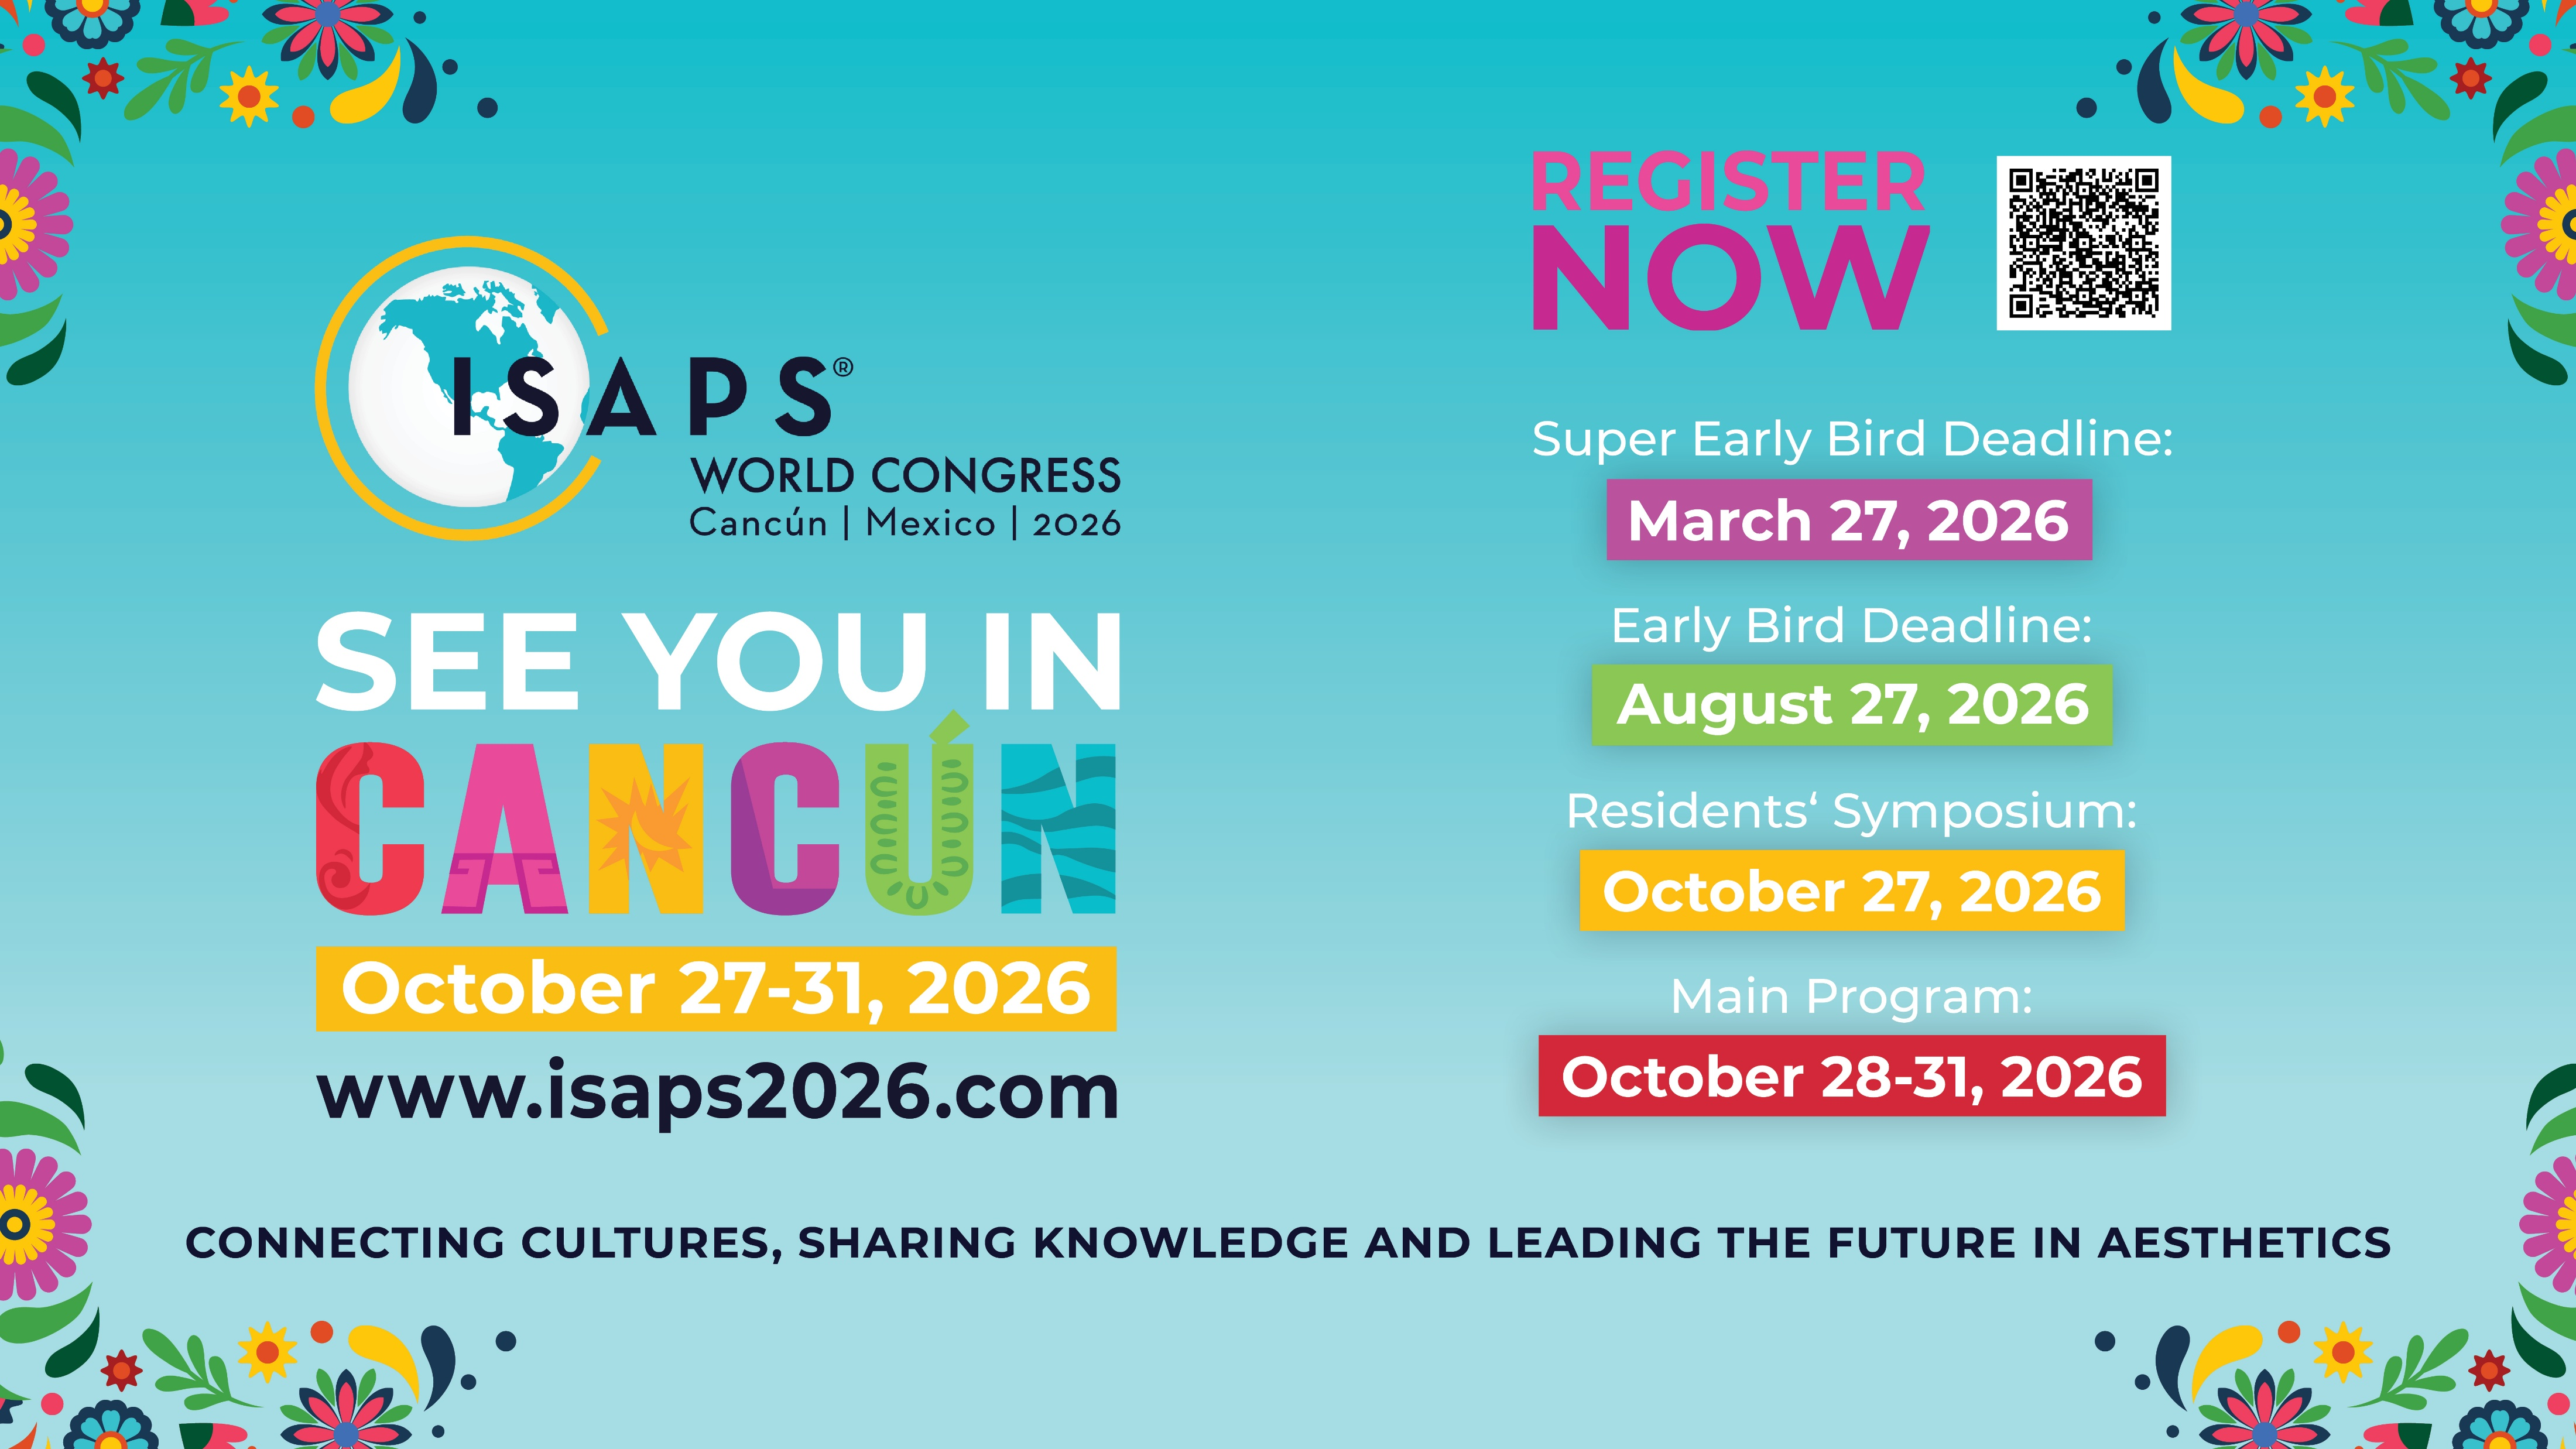 ISAPS®
WORLD CONGRESS
Cancún | Mexico | 2026
SEE YOU IN
CANCÚN
October 27-31, 2026
www.isaps2026.com
REGISTER
NOW
Super Early Bird Deadline:
March 27, 2026
Early Bird Deadline:
August 27, 2026
Residents‘ Symposium:
October 27, 2026
Main Program:
October 28-31, 2026
CONNECTING CULTURES, SHARING KNOWLEDGE AND LEADING THE FUTURE IN AESTHETICS